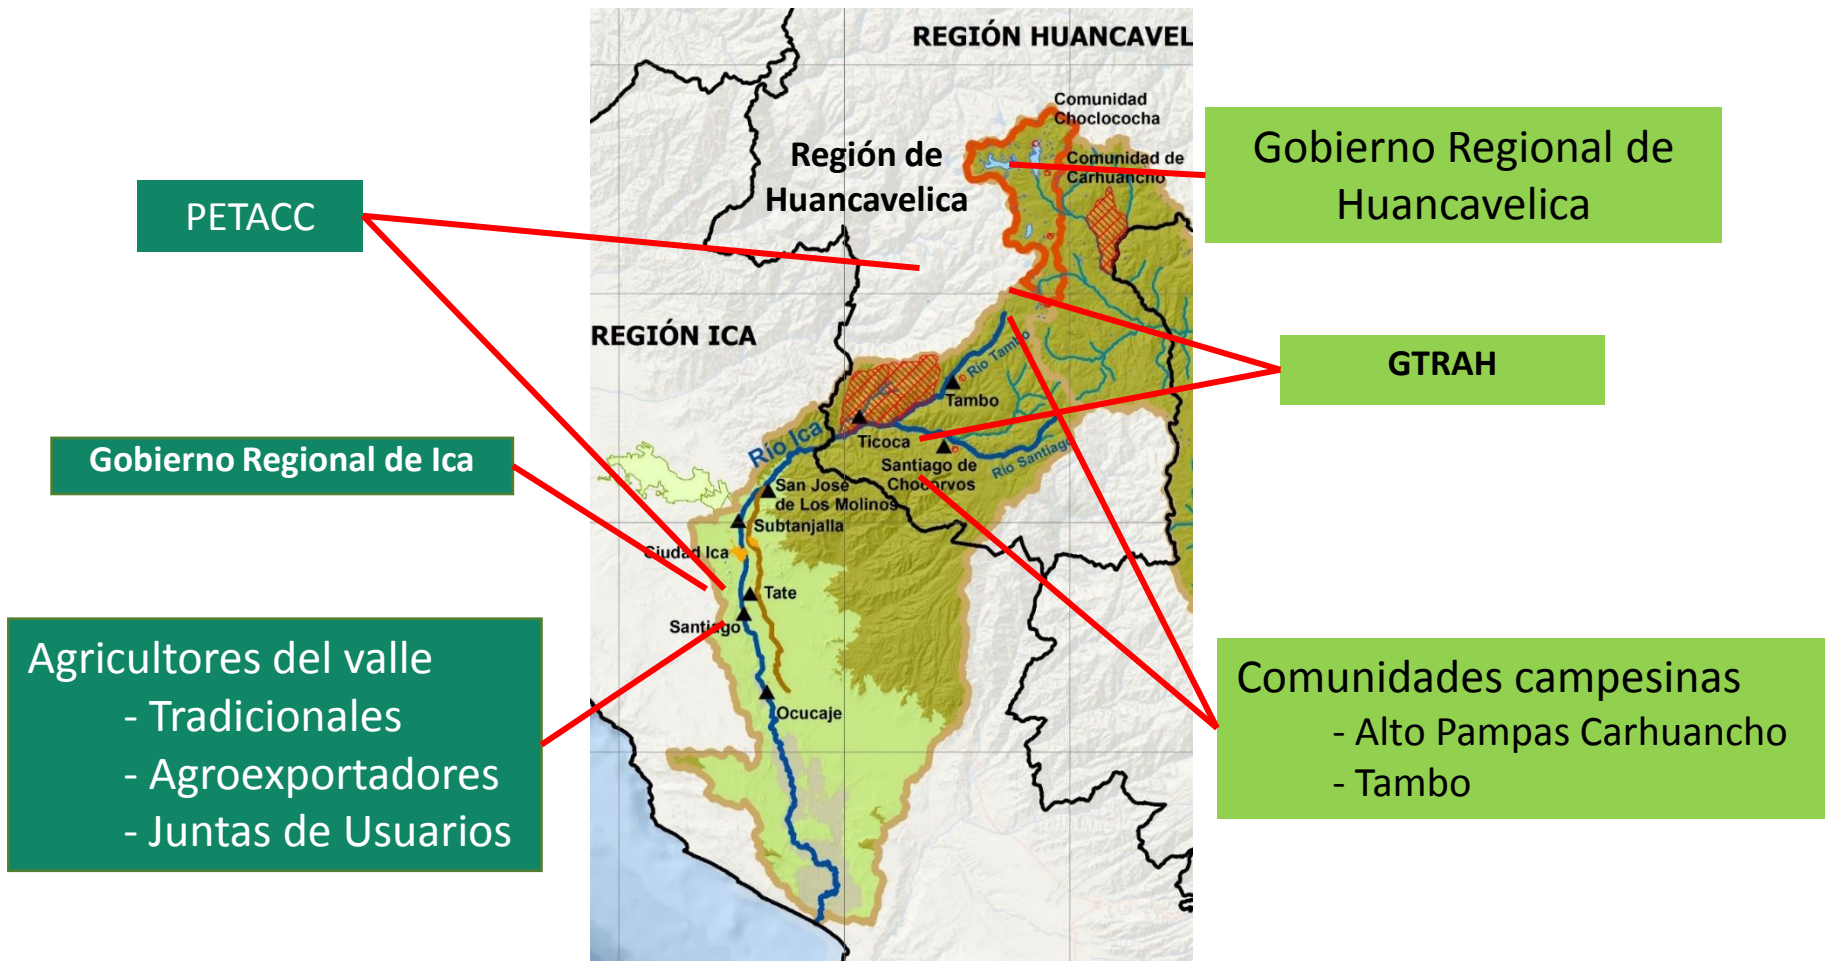 REGIÓN HUANCAVEL
Comunidad
Choclococha
Región de
Huancavelica
Comunidad de
Carhuancho
Gobierno Regional de
Huancavelica
PETACC
REGIÓN ICA
Río Tambo
GTRAH
Tambo
Río Ica
Ticoca
Gobierno Regional de Ica
Santiago de
Chocorvos
Río Santiago
San José
de Los Molinos
Subtanjalla
Ciudad Ica
Tate
Santiago
Agricultores del valle
- Tradicionales
- Agroexportadores
- Juntas de Usuarios
Ocucaje
Comunidades campesinas
- Alto Pampas Carhuancho
- Tambo